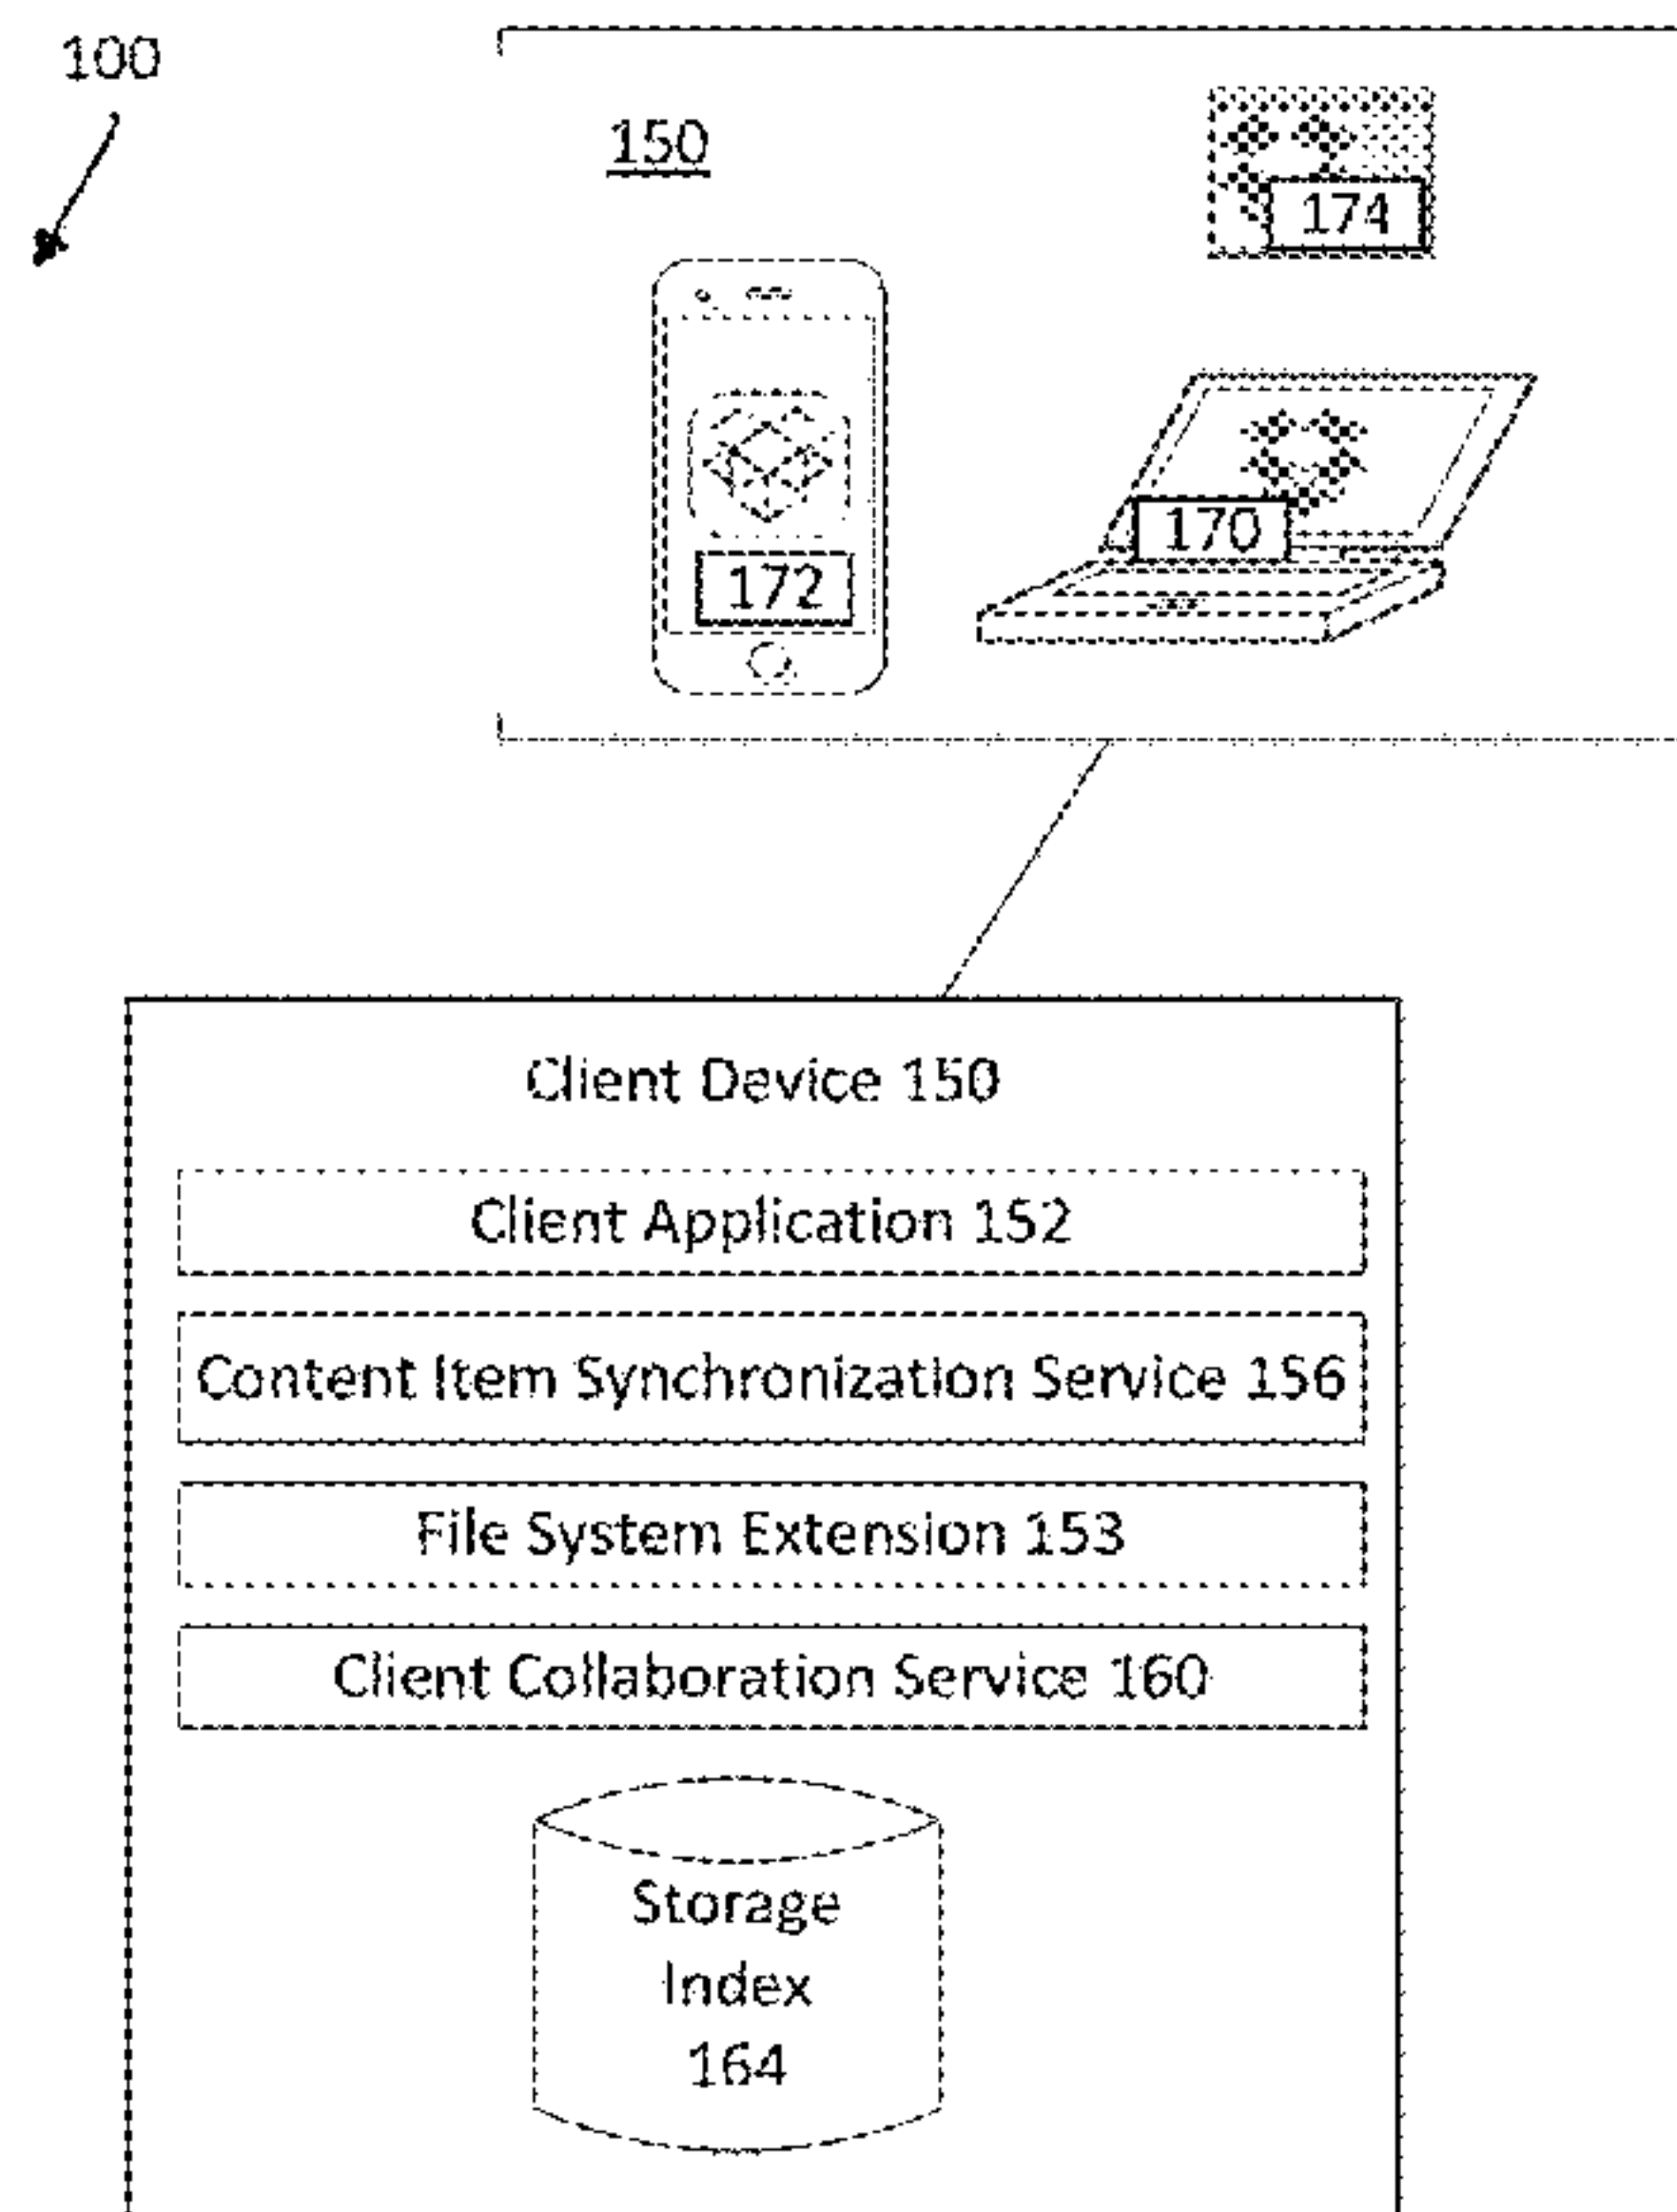 100
150
174
170
172
Client Device 150
Client Application 152
Content Item Synchronization Service 156
File System Extension 153
Client Collaboration Service 160
Storage
Index
164